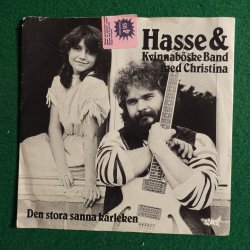 Hasse &
Kvinnaböske Band
med Christina
Den stora sanna kärleken